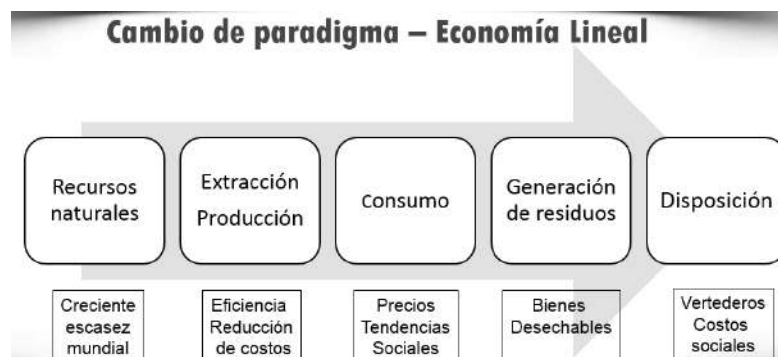 Cambio de paradigma – Economía Lineal
Recursos
naturales
Extracción
Producción
Consumo
Generación
de residuos
Disposición
Creciente
escasez
mundial
Eficiencia
Reducción
de costos
Precios
Tendencias
Sociales
Bienes
Desechables
Vertederos
Costos
sociales